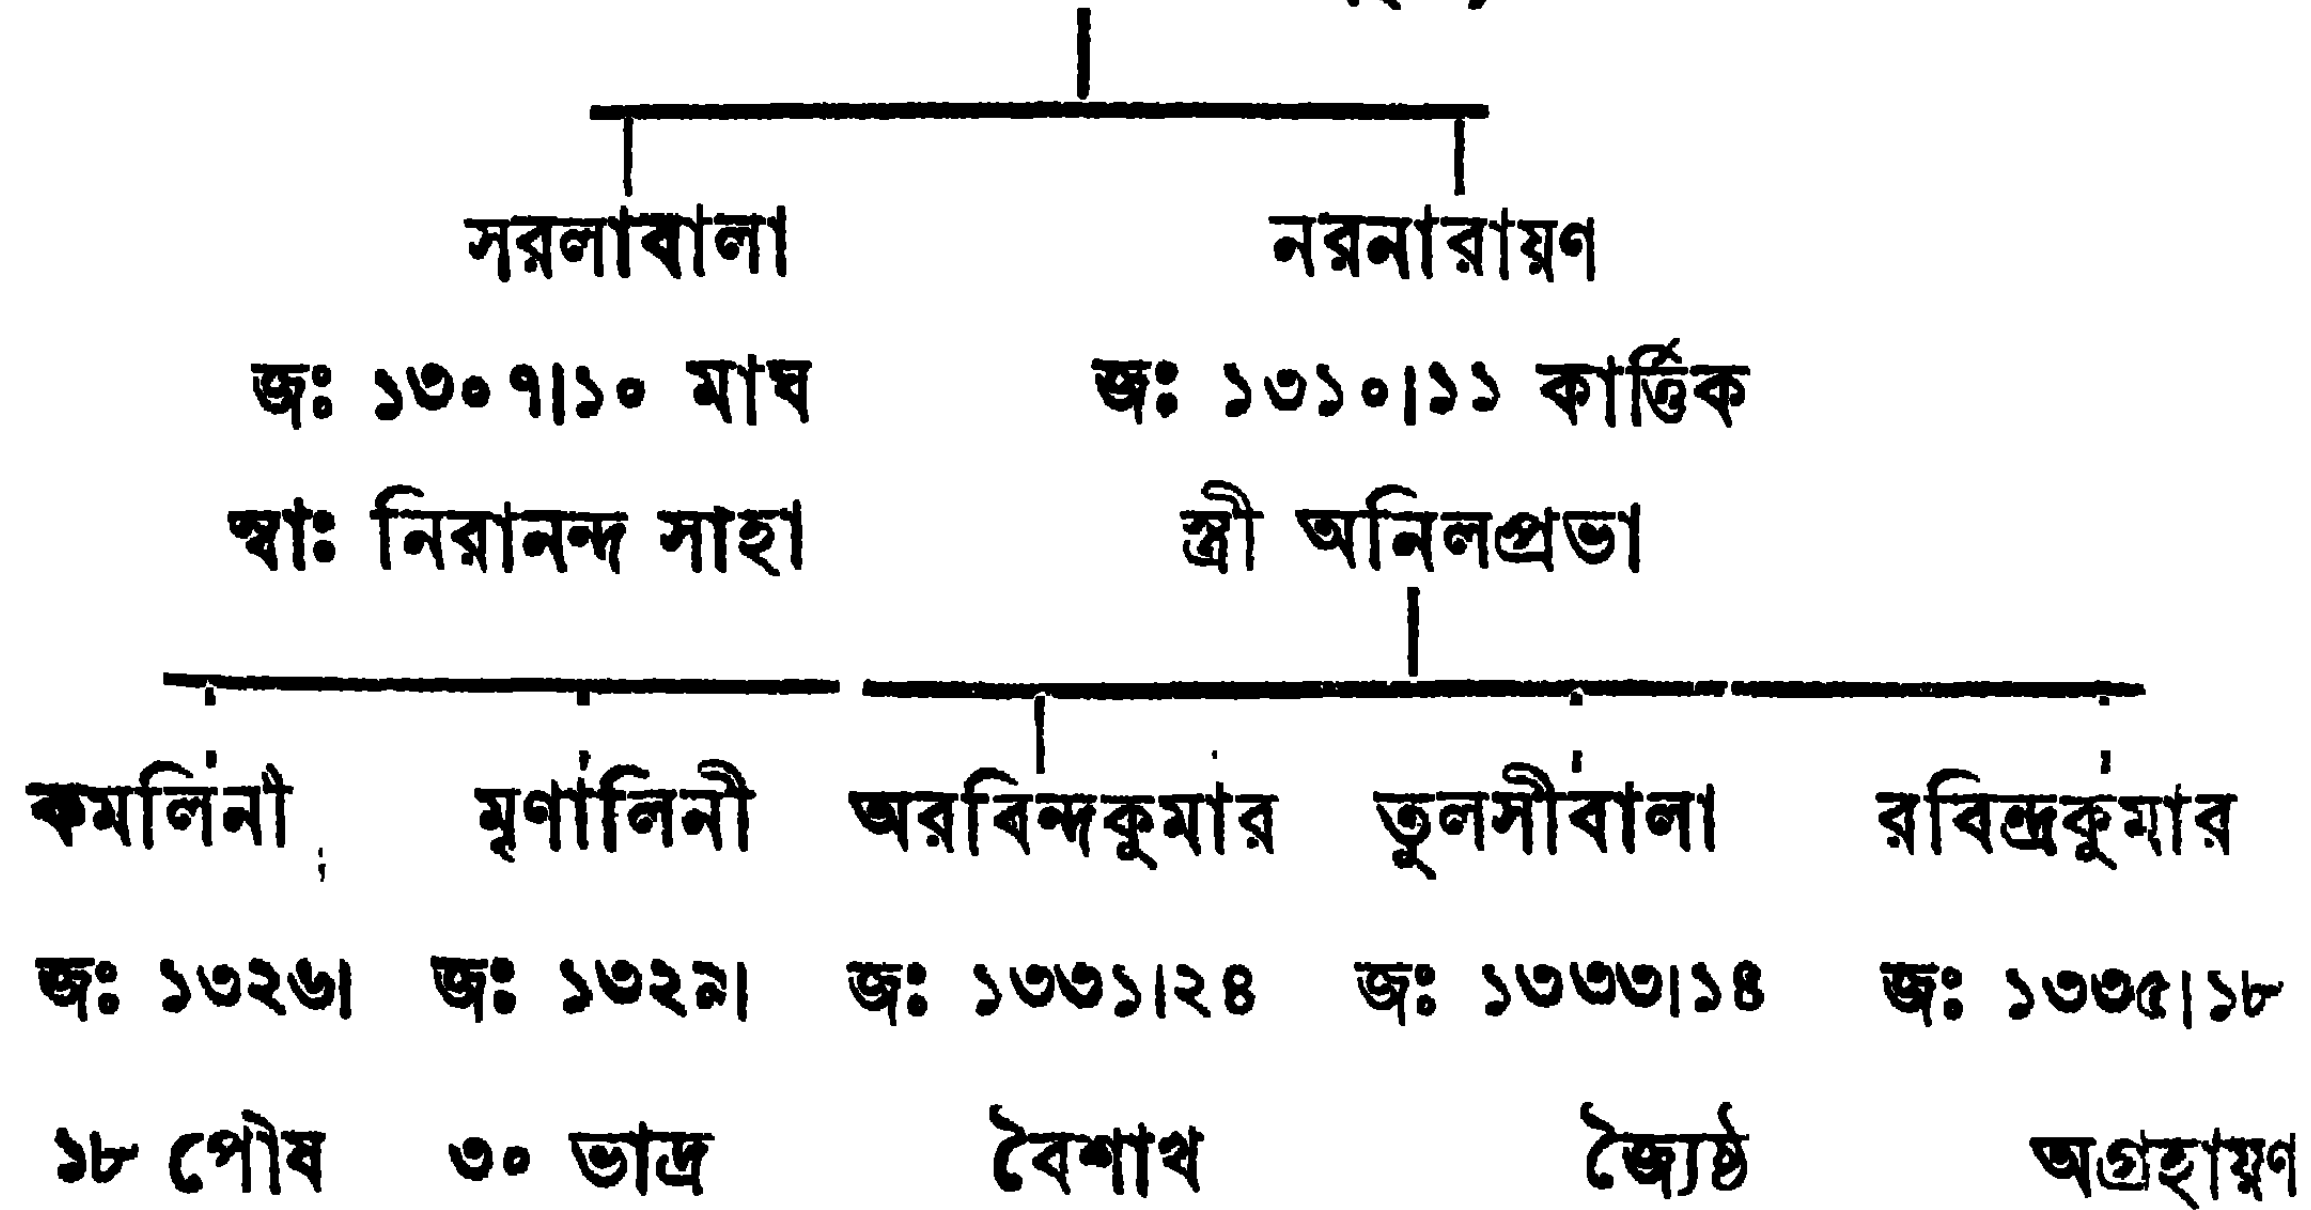 সরলাবালা নরনারায়ণ
জঃ ১৩০৭।১০ মাঘ জঃ ১৩১০।১১ কার্ত্তিক
স্বাঃ নিরানন্দ সাহা স্ত্রী অনিলপ্রভা
কমলিনী মৃণালিনী অরবিন্দকুমার তুলসীবালা রবিন্দ্রকুমার
জঃ ১৩২৬। জঃ ১৩২৯। জঃ ১৩৩১।২৪ জঃ ১৩৩৩।১৪ জঃ ১৩৩৫।১৮
১৮ পৌষ ৩০ ভাদ্র বৈশাখ জ্যৈষ্ঠ অগ্রহায়ণ